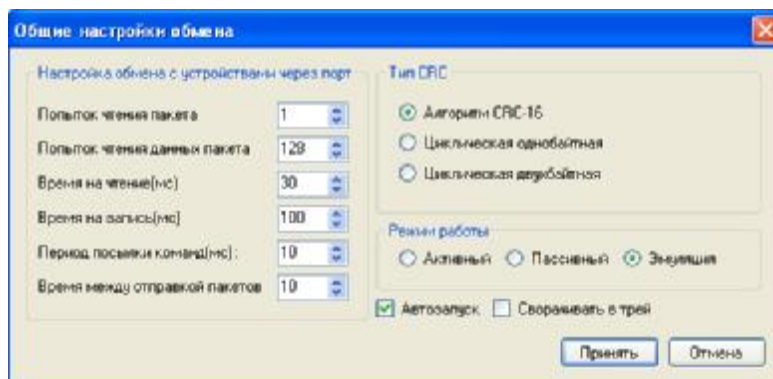 Общие настройки обмена
Настройка обмена с устройствами через порт
Попыток чтения пакета 1
Попыток чтения данных пакета 128
Время на чтение(мс) 30
Время на запись(мс) 100
Период посылки команд(мс): 10
Время между отправкой пакетов 10
Тип CRC
Алгоритм CRC-16
Циклическая однобайтная
Циклическая двухбайтная
Режим работы
Активный Пассивный Эмуляция
Автозапуск Сворачивать в трей
Принять Отмена